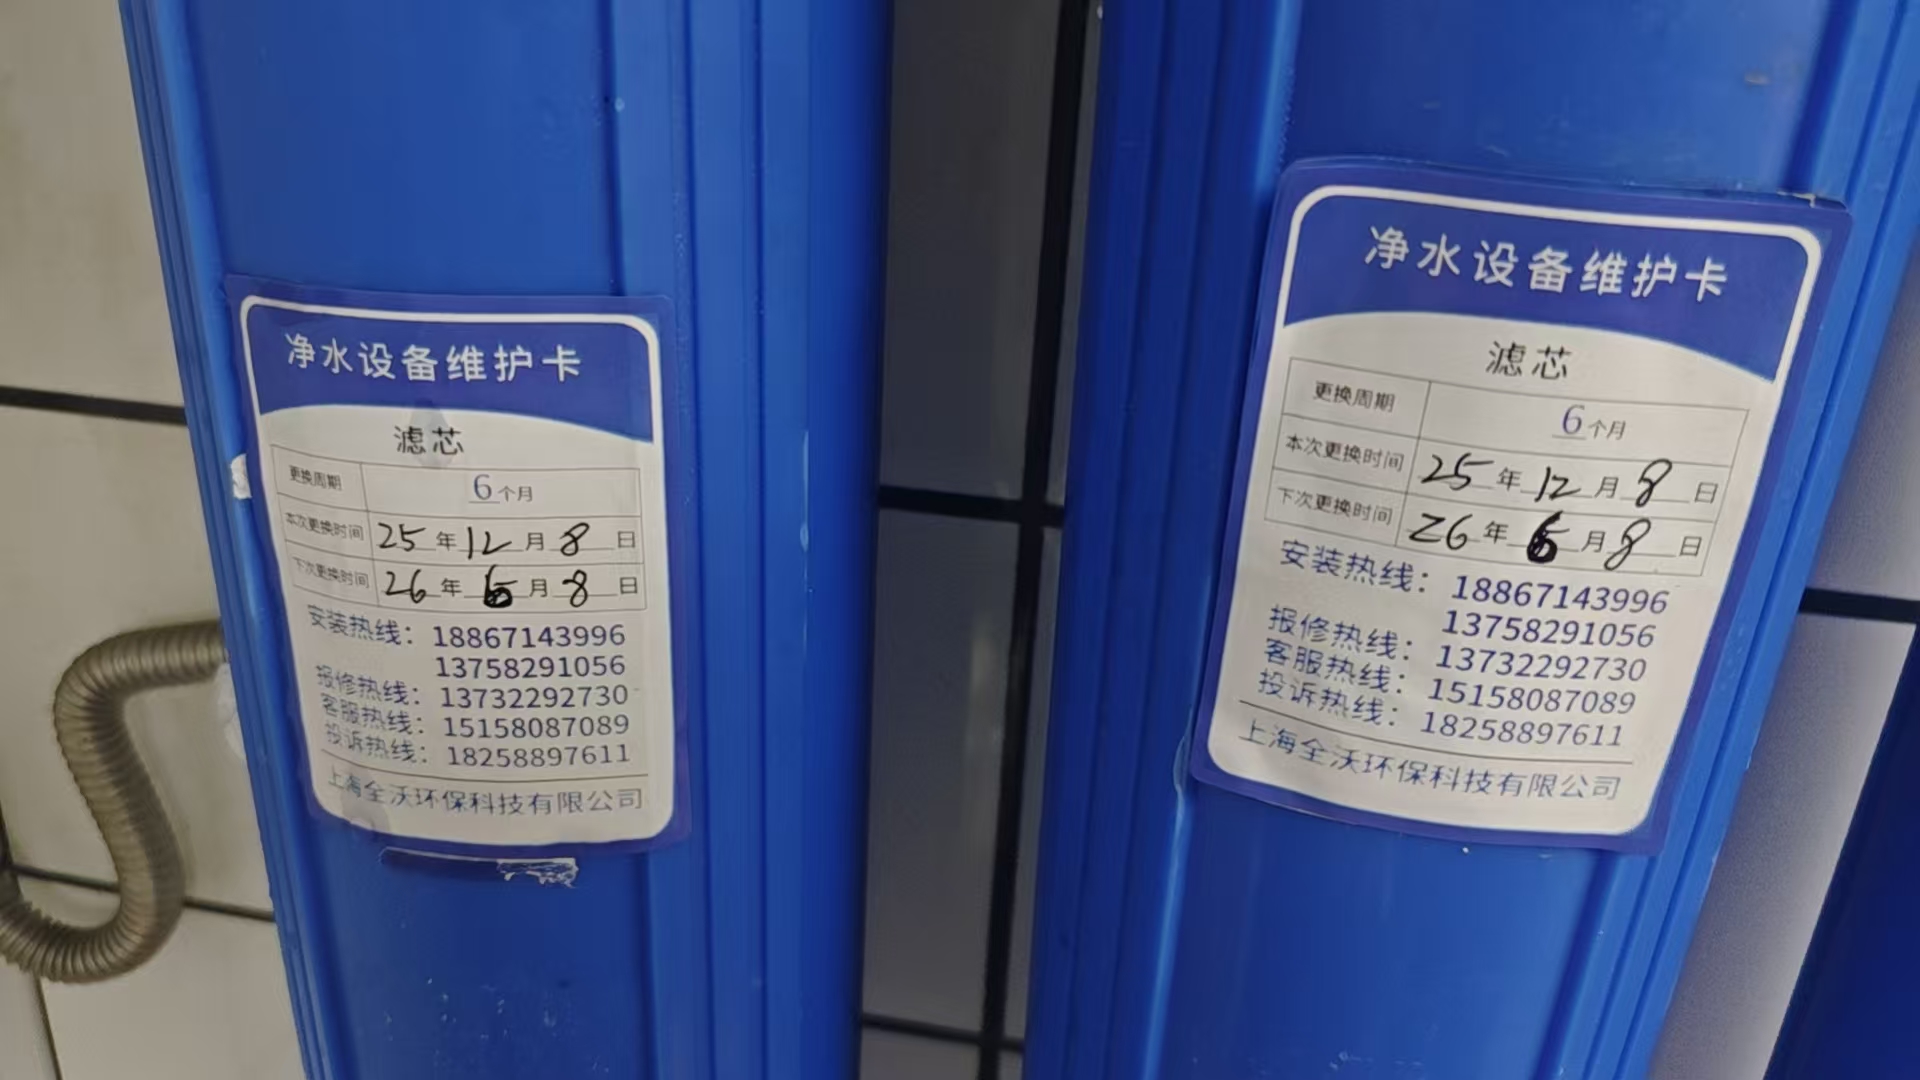 净水设备维护卡
滤芯
更换周期 6个月
本次更换时间 25年12月8日
下次更换时间 26年6月8日
安装热线：18867143996
13758291056
报修热线：13732292730
客服热线：15158087089
投诉热线：18258897611
上海全沃环保科技有限公司
净水设备维护卡
滤芯
更换周期 6个月
本次更换时间 25年12月8日
下次更换时间 26年6月8日
安装热线：18867143996
13758291056
报修热线：13732292730
客服热线：15158087089
投诉热线：18258897611
上海全沃环保科技有限公司